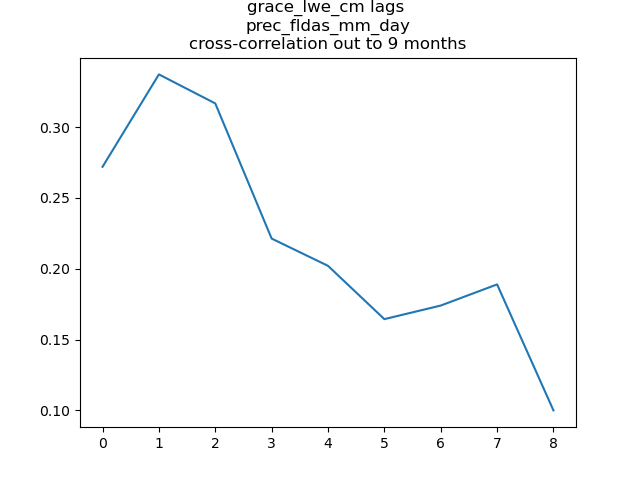 grace_lwe_cm lags
prec_fldas_mm_day
cross-correlation out to 9 months
0.30
0.25
0.20
0.15
0.10
0 1 2 3 4 5 6 7 8